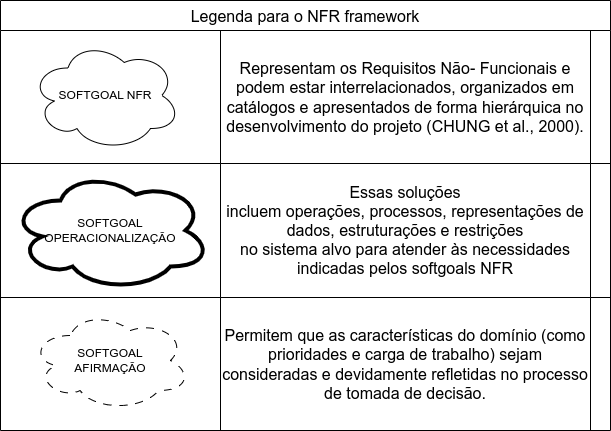 Legenda para o NFR framework
SOFTGOAL NFR
Representam os Requisitos Não- Funcionais e
podem estar interrelacionados, organizados em
catálogos e apresentados de forma hierárquica no
desenvolvimento do projeto (CHUNG et al., 2000).
SOFTGOAL
OPERACIONALIZAÇÃO
Essas soluções
incluem operações, processos, representações de
dados, estruturações e restrições
no sistema alvo para atender às necessidades
indicadas pelos softgoals NFR
SOFTGOAL
AFIRMAÇÃO
Permitem que as características do domínio (como
prioridades e carga de trabalho) sejam
consideradas e devidamente refletidas no processo
de tomada de decisão.